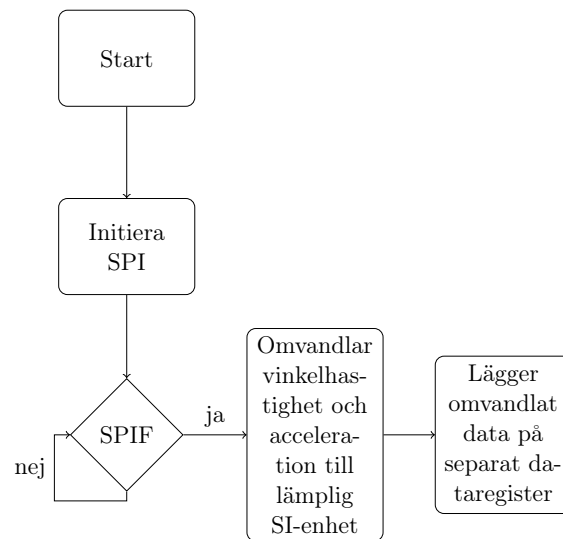 Start
Initiera
SPI
SPIF
ja
nej
Omvandlar
vinkelhas-
tighet och
accelera-
tion till
lämplig
SI-enhet
Lägger
omvandlat
data på
separat da-
taregister